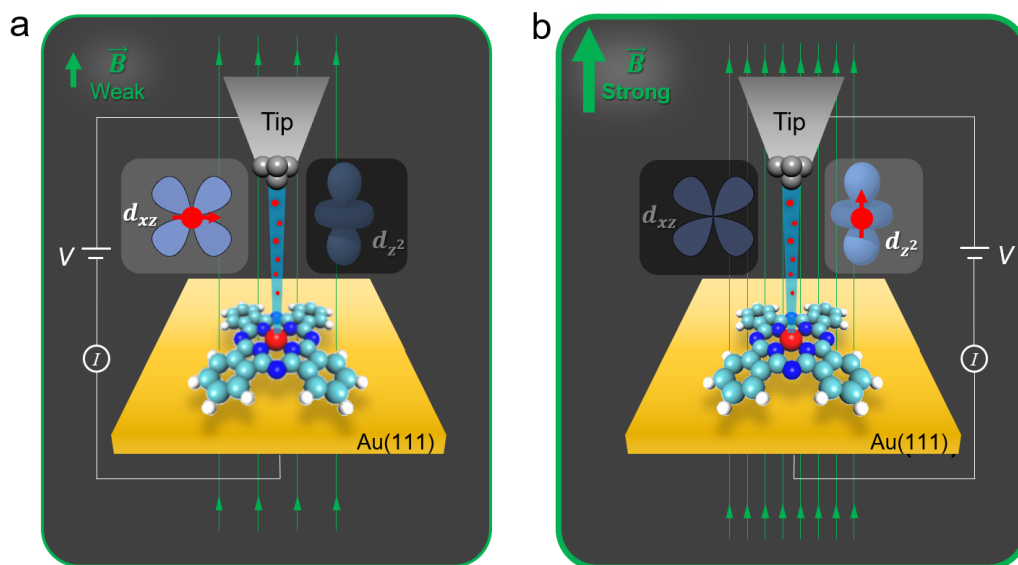 a
B
Weak
Tip
d_xz
d_z²
V
I
Au(111)
b
B
Strong
Tip
d_xz
d_z²
V
I
Au(111)